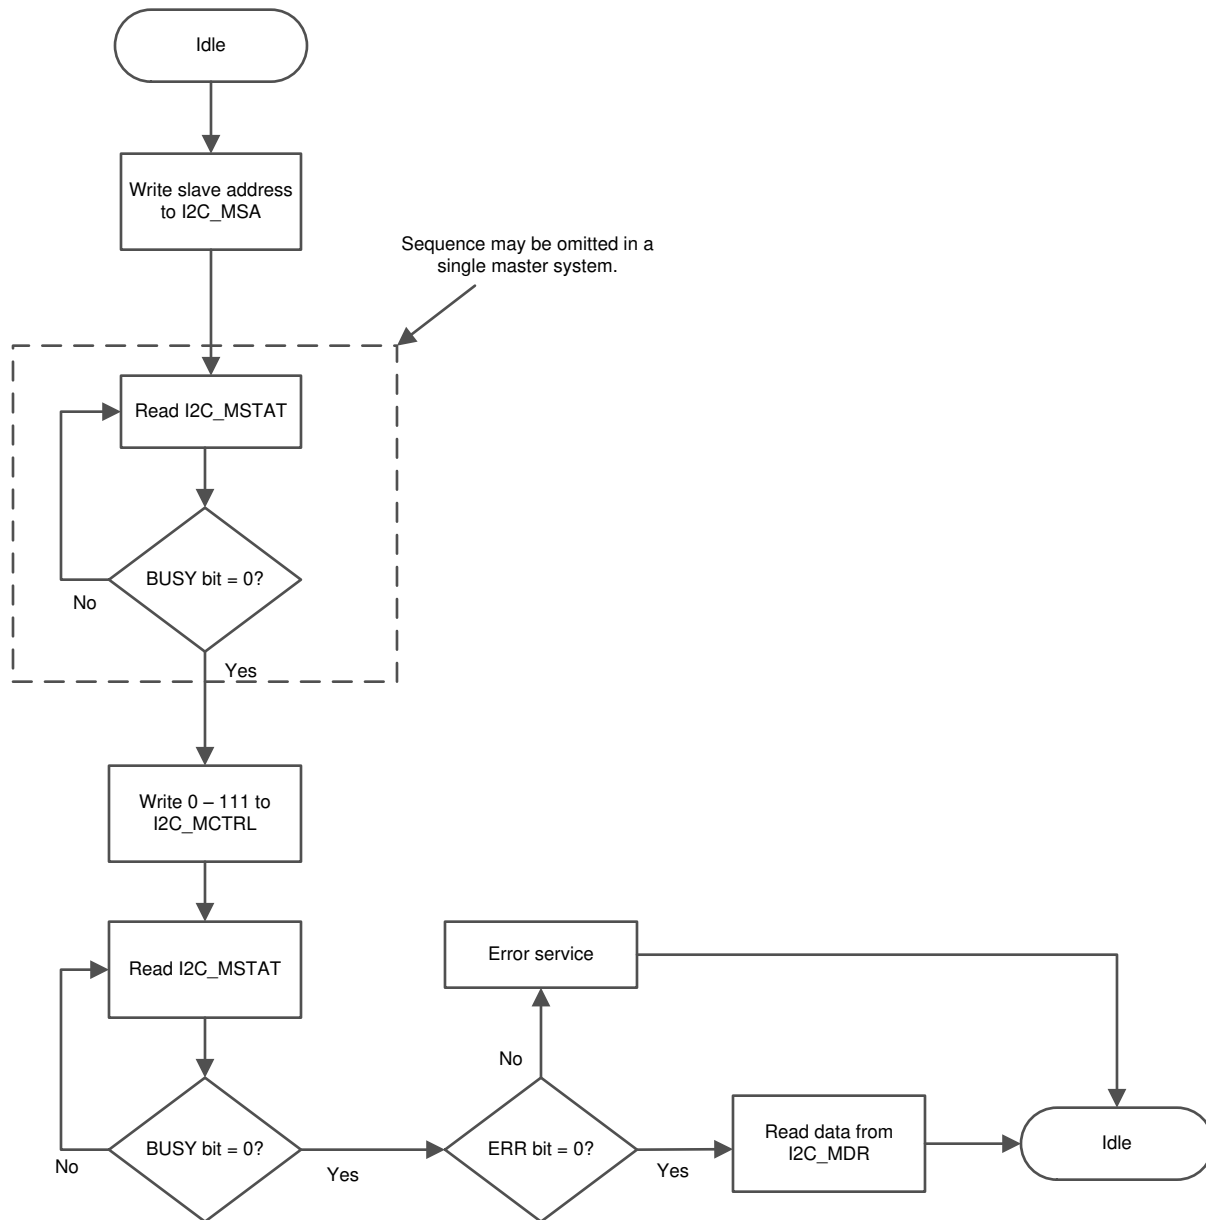 Idle
Write slave address
to I2C_MSA
Sequence may be omitted in a
single master system.
Read I2C_MSTAT
BUSY bit = 0?
No
Yes
Write 0 – 111 to
I2C_MCTRL
Read I2C_MSTAT
Error service
No
BUSY bit = 0?
No
Yes
ERR bit = 0?
Yes
Read data from
I2C_MDR
Idle